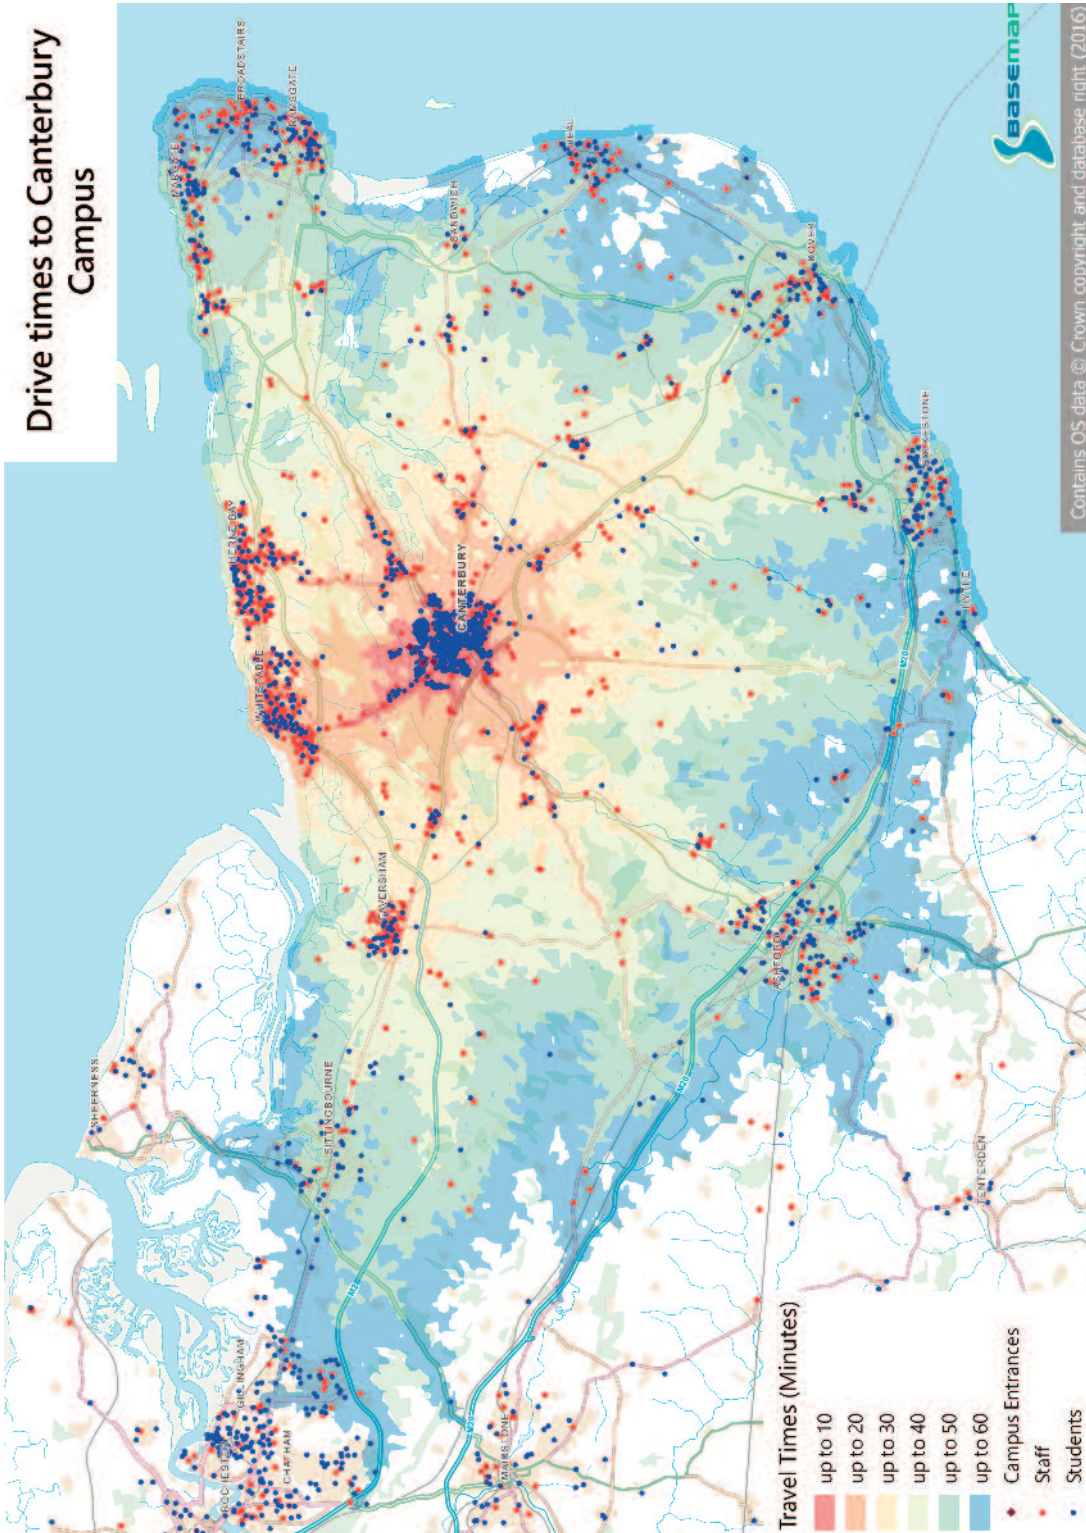 Drive times to Canterbury
Campus
BROADSTAIRS
RAMSGATE
MARGATE
DEAL
SANDWICH
DOVER
HERNE BAY
CANTERBURY
WHITSTABLE
FOLKESTONE
HYTHE
M20
FAVERSHAM
ASHFORD
SHEERNESS
SITTINGBOURNE
M20
TENTERDEN
M2
GILLINGHAM
ROCHESTER
CHATHAM
M20
MAIDSTONE
basemap
Contains OS data © Crown copyright and database right (2016)
Travel Times (Minutes)
up to 10
up to 20
up to 30
up to 40
up to 50
up to 60
Campus Entrances
Staff
Students